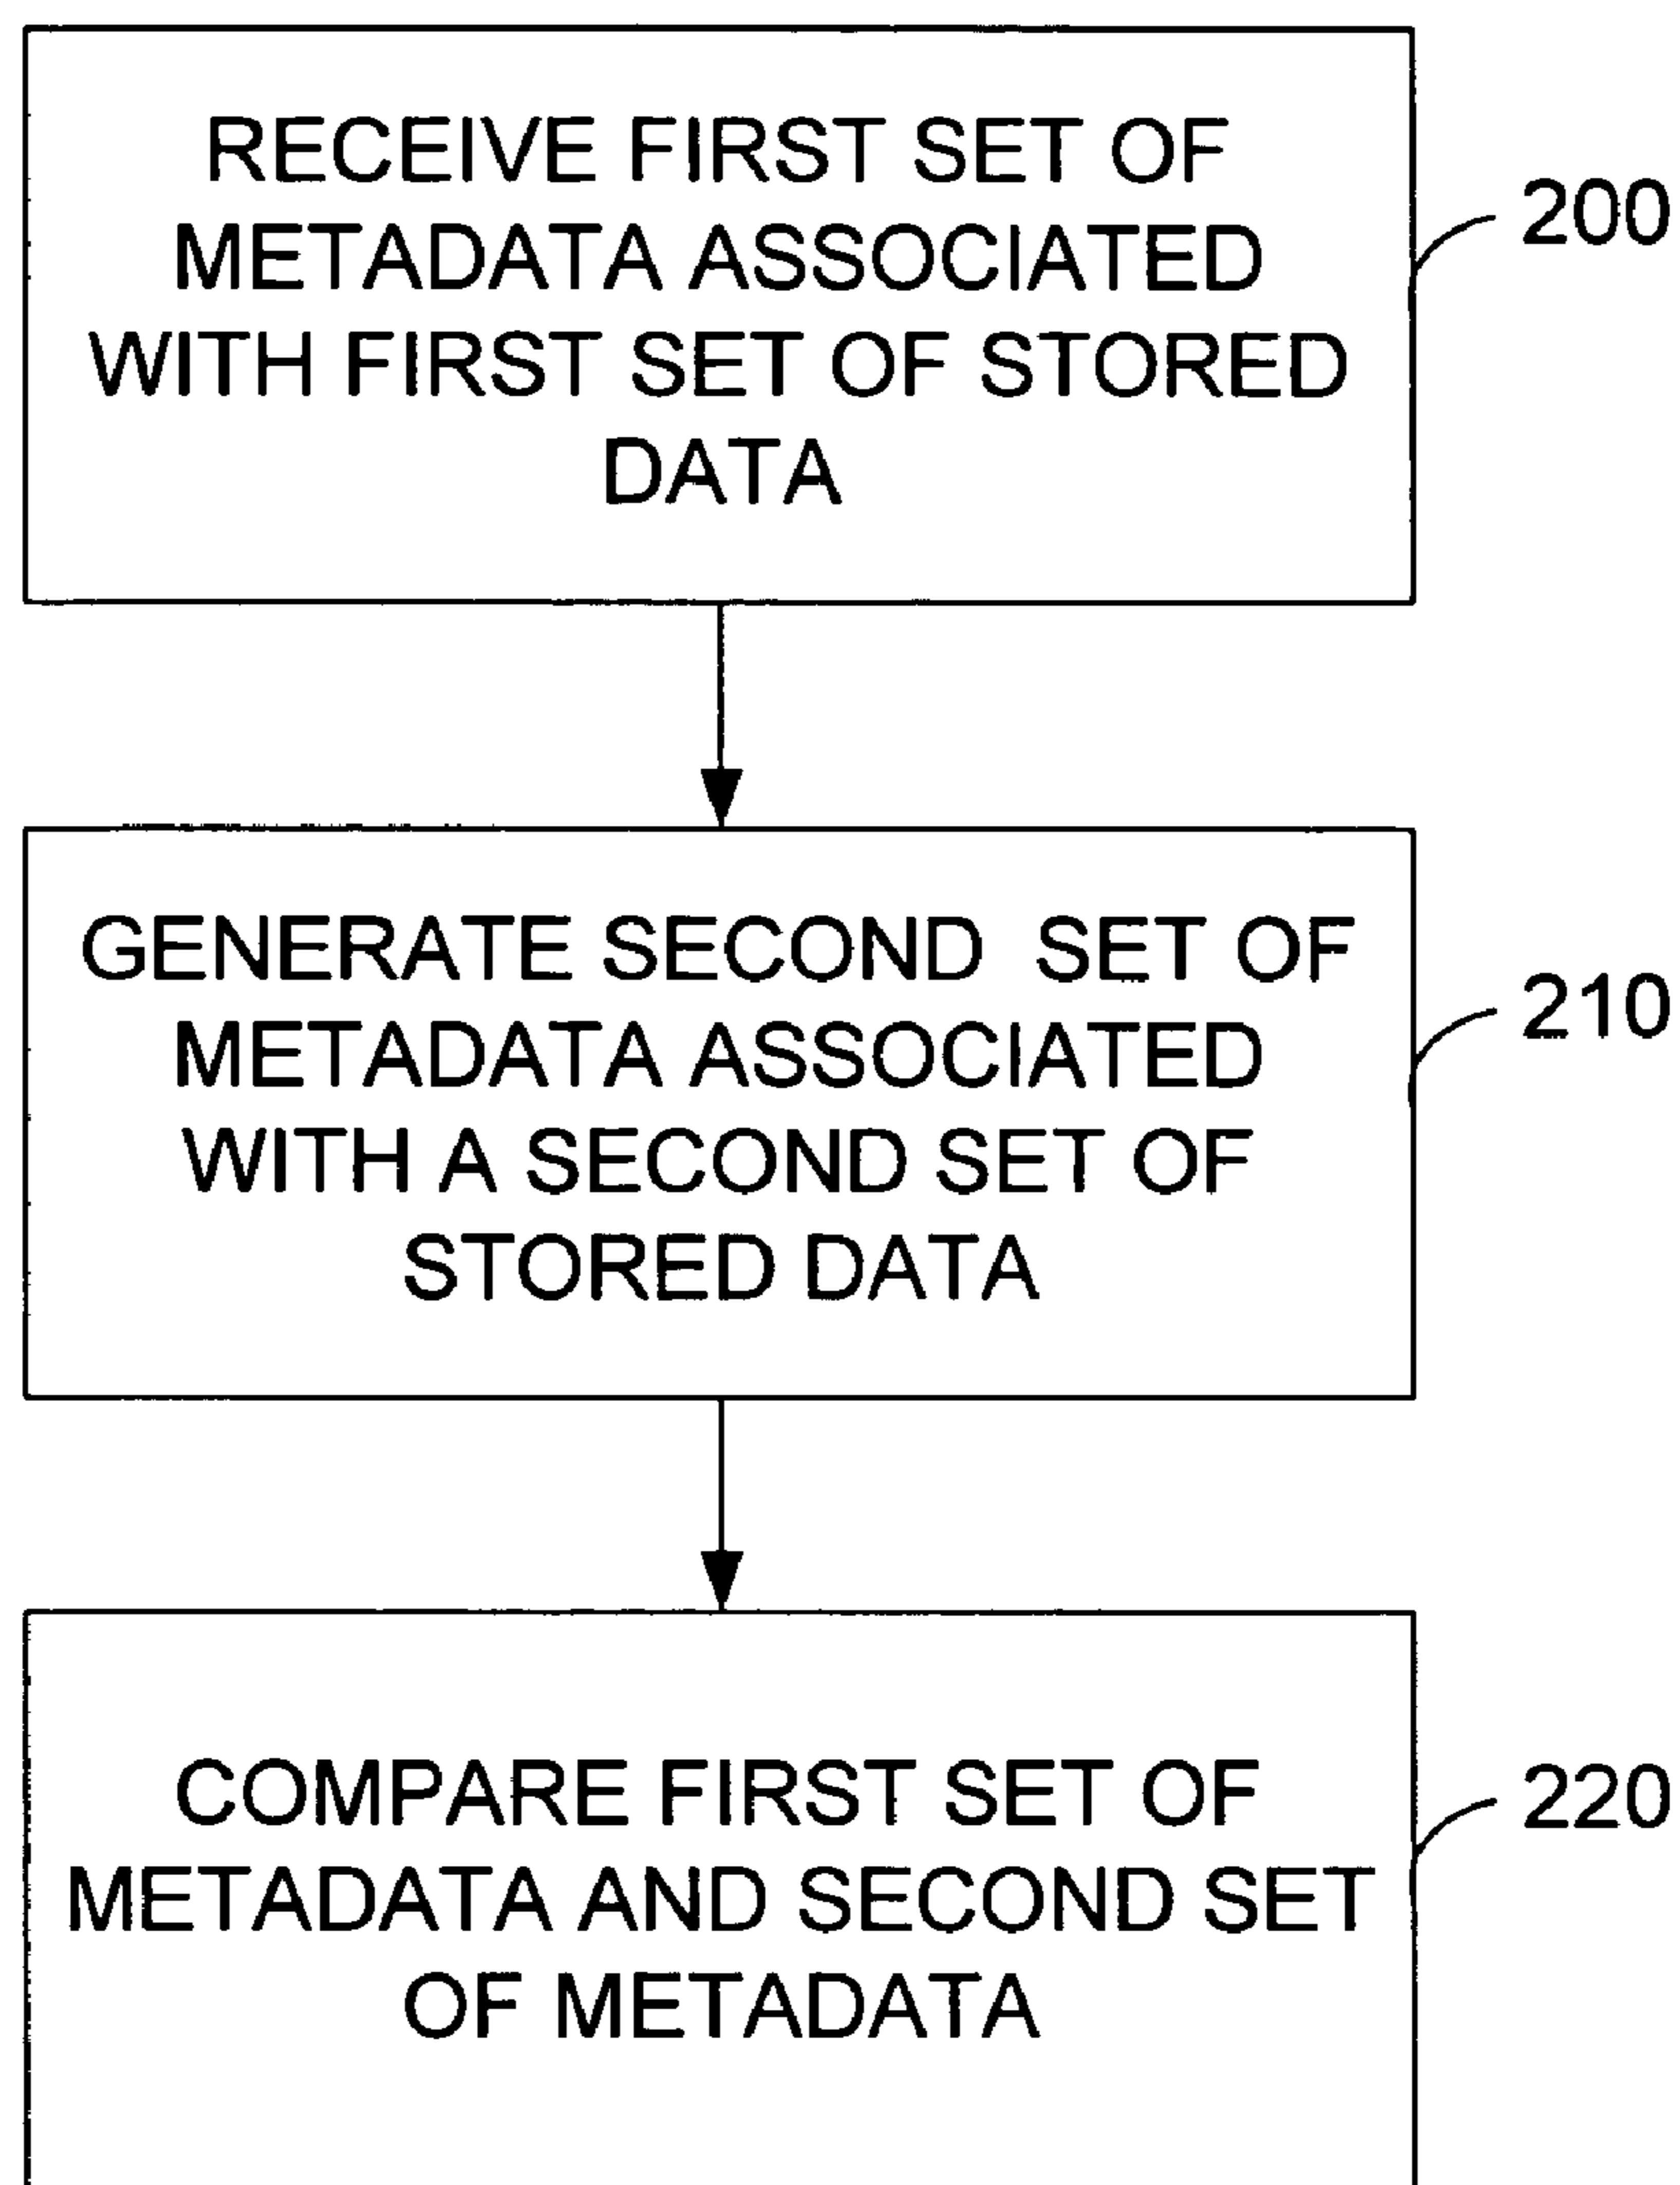 RECEIVE FIRST SET OF
METADATA ASSOCIATED
WITH FIRST SET OF STORED
DATA
200
GENERATE SECOND SET OF
METADATA ASSOCIATED
WITH A SECOND SET OF
STORED DATA
210
COMPARE FIRST SET OF
METADATA AND SECOND SET
OF METADATA
220